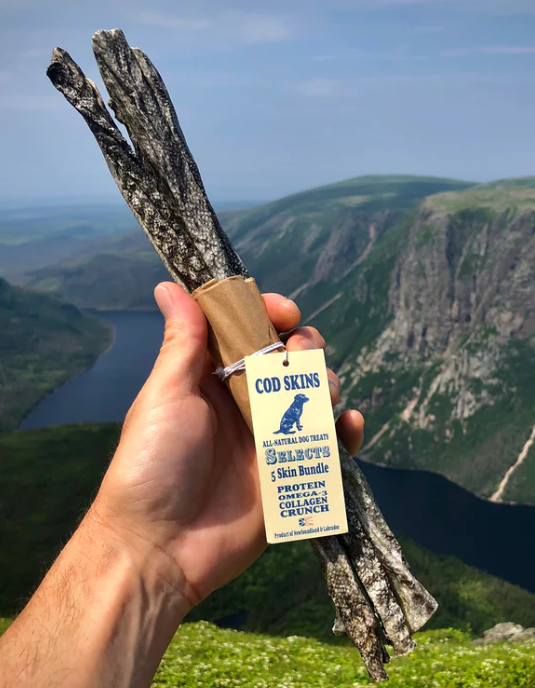 COD SKINS
ALL-NATURAL DOG TREATS
SELECTS
5 Skin Bundle
PROTEIN
OMEGA-3
COLLAGEN
CRUNCH
Product of Newfoundland & Labrador